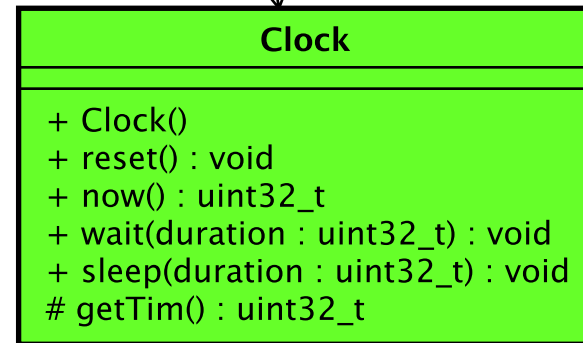 Clock
+ Clock()
+ reset() : void
+ now() : uint32_t
+ wait(duration : uint32_t) : void
+ sleep(duration : uint32_t) : void
# getTim() : uint32_t